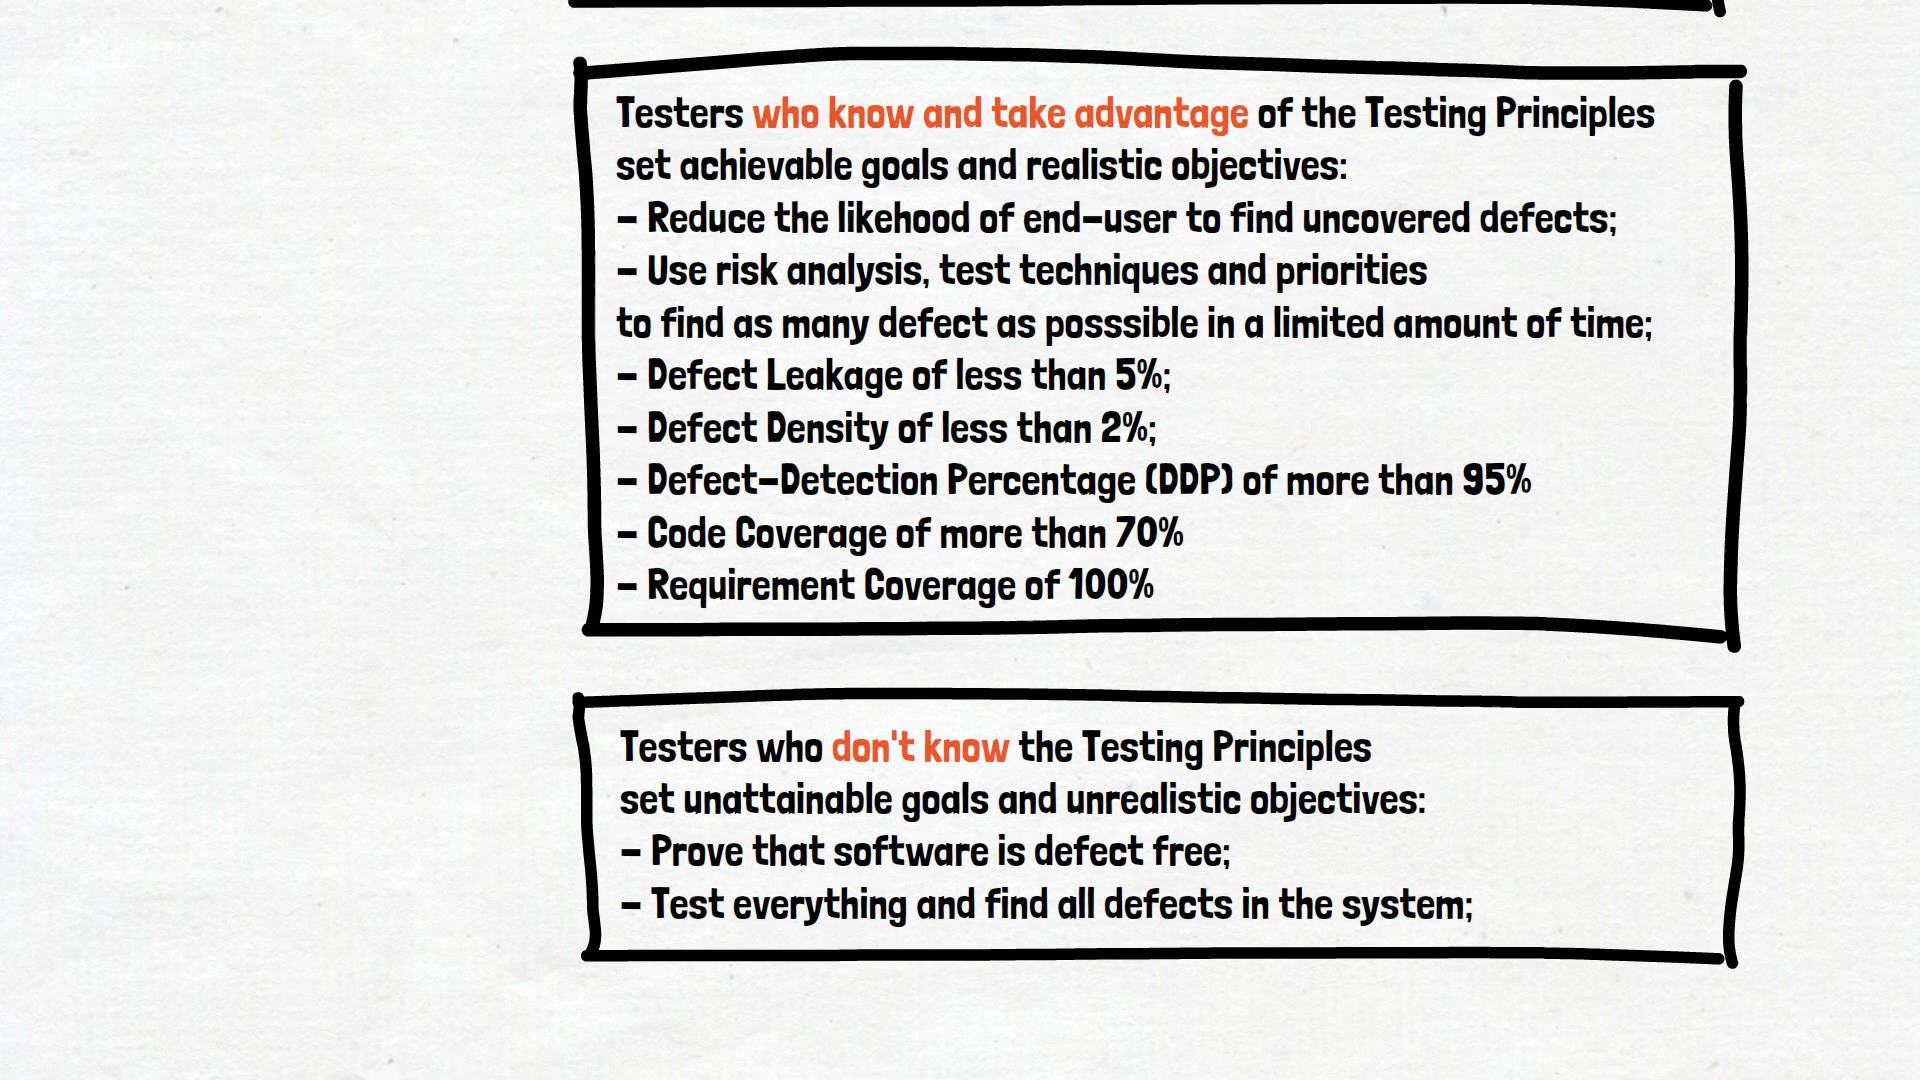 Testers who know and take advantage of the Testing Principles
set achievable goals and realistic objectives:
- Reduce the likehood of end-user to find uncovered defects;
- Use risk analysis, test techniques and priorities
to find as many defect as posssible in a limited amount of time;
- Defect Leakage of less than 5%;
- Defect Density of less than 2%;
- Defect-Detection Percentage (DDP) of more than 95%
- Code Coverage of more than 70%
- Requirement Coverage of 100%
Testers who don't know the Testing Principles
set unattainable goals and unrealistic objectives:
- Prove that software is defect free;
- Test everything and find all defects in the system;